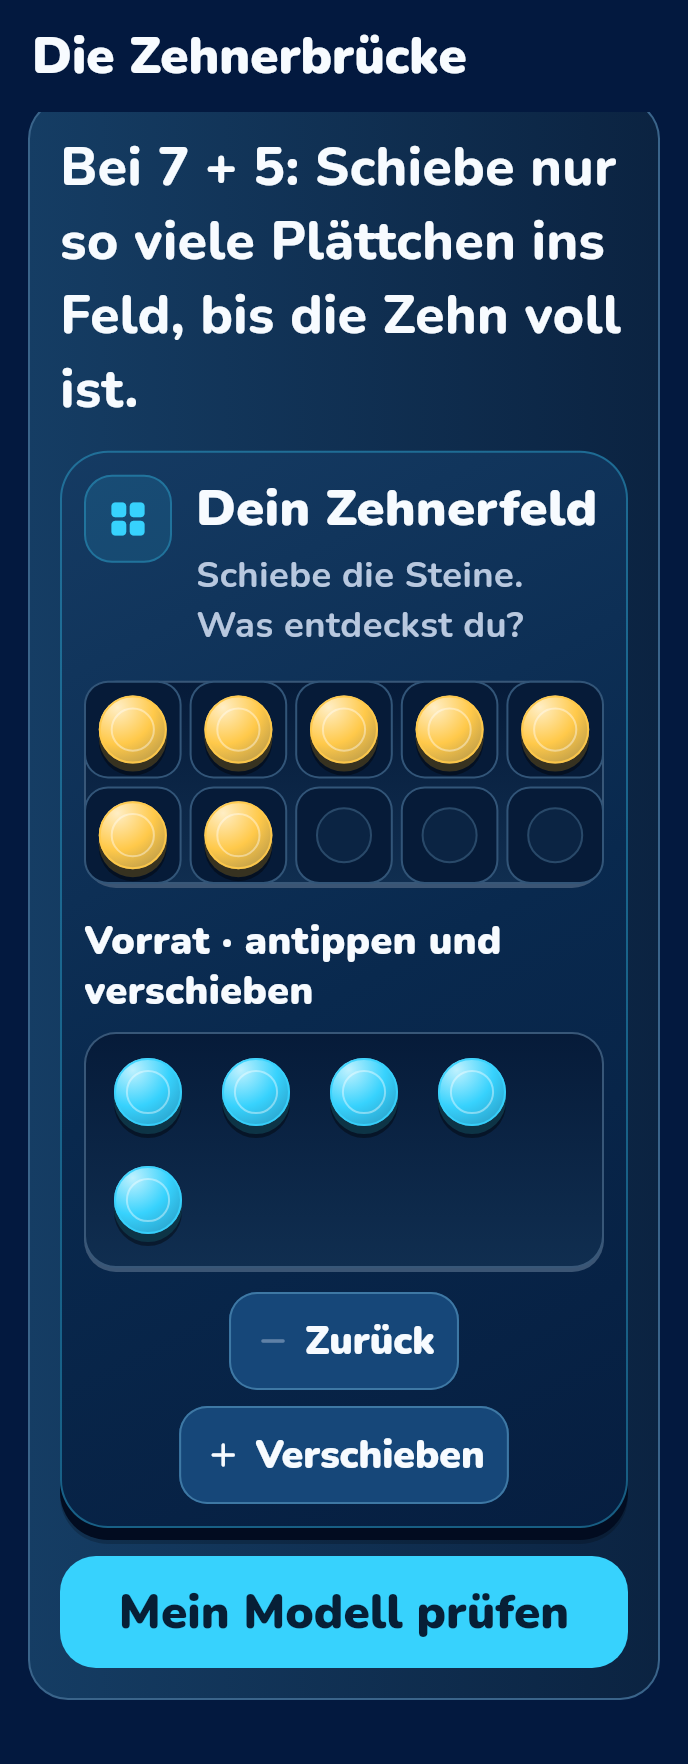 Die Zehnerbrücke
Bei 7 + 5: Schiebe nur
so viele Plättchen ins
Feld, bis die Zehn voll
ist.
Dein Zehnerfeld
Schiebe die Steine.
Was entdeckst du?
Vorrat · antippen und
verschieben
− Zurück
+ Verschieben
Mein Modell prüfen